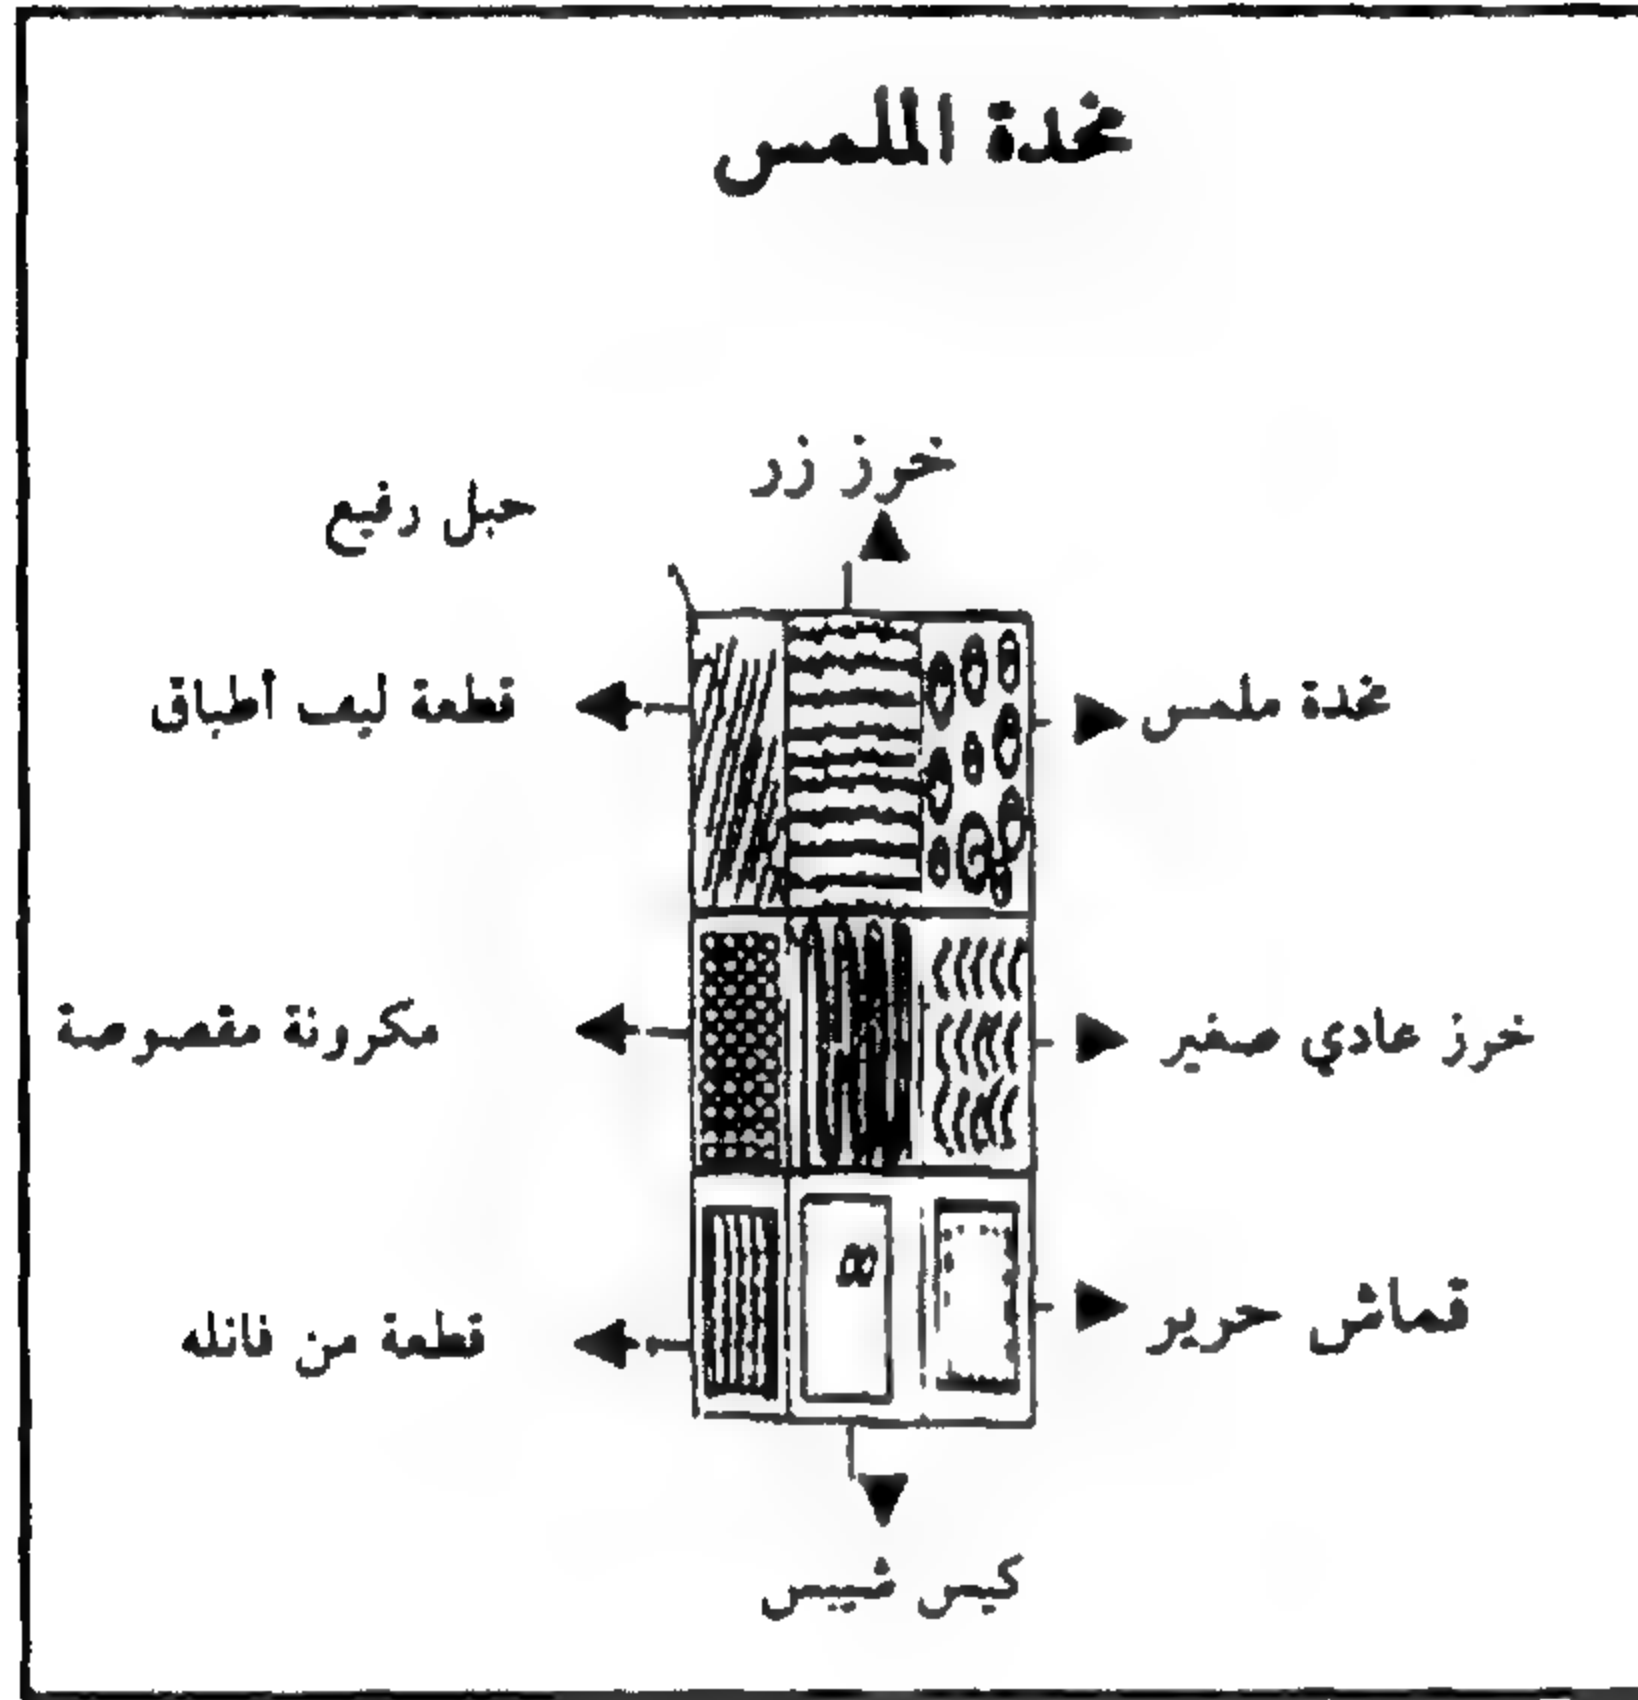 مخدة الملمس
خرز زر
حبل رفيع
مخدة ملمس
قطعة ليف أطباق
خرز عادي صغير
مكرونة مقصوصة
قماش حرير
قطعة من فانله
كيس شيبس